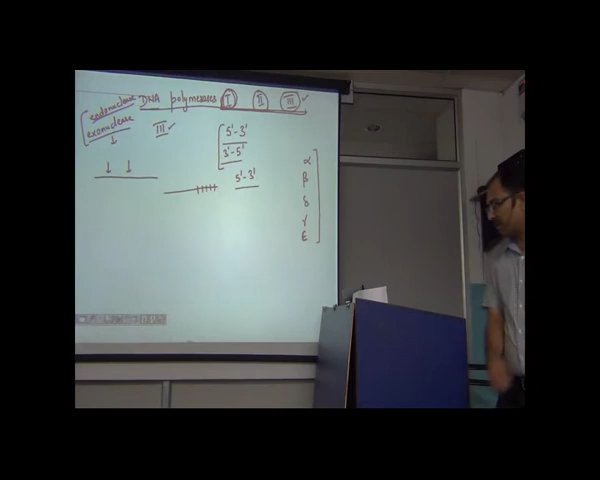 DNA polymerases I II III ✓
endonuclease
exonuclease
III ✓
5'-3'
3'-5'
5'-3'
α
β
δ
γ
ε